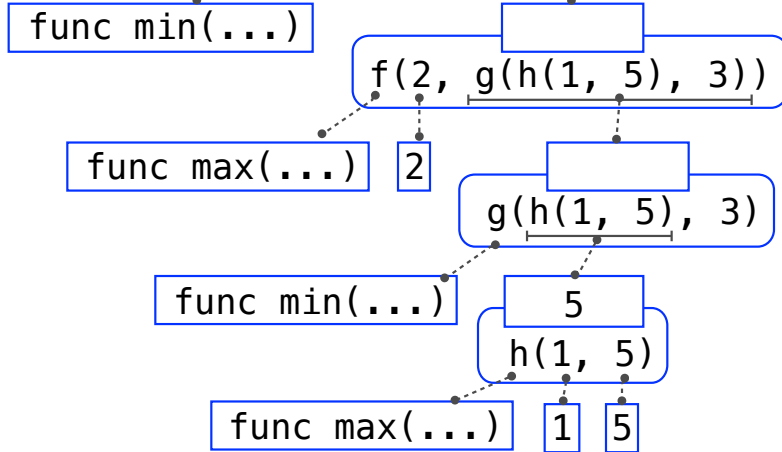 func min(...)
f(2, g(h(1, 5), 3))
func max(...)
2
g(h(1, 5), 3)
func min(...)
5
h(1, 5)
func max(...)
1
5